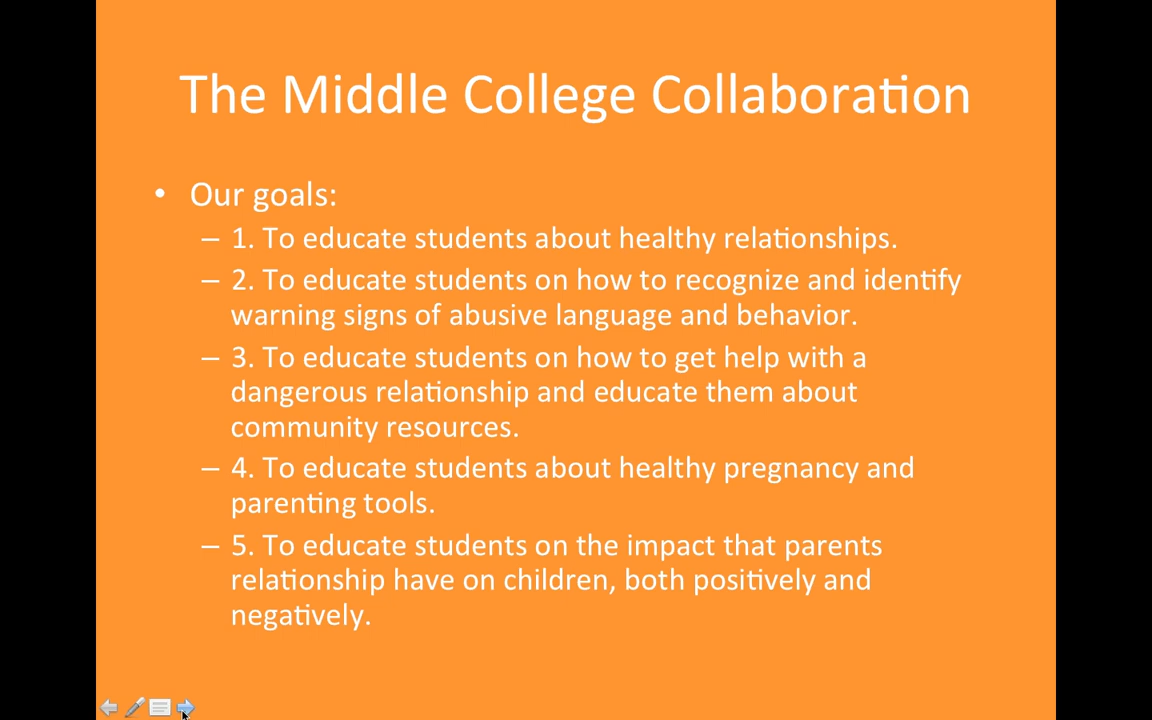 The Middle College Collaboration
• Our goals:
– 1. To educate students about healthy relationships.
– 2. To educate students on how to recognize and identify
warning signs of abusive language and behavior.
– 3. To educate students on how to get help with a
dangerous relationship and educate them about
community resources.
– 4. To educate students about healthy pregnancy and
parenting tools.
– 5. To educate students on the impact that parents
relationship have on children, both positively and
negatively.